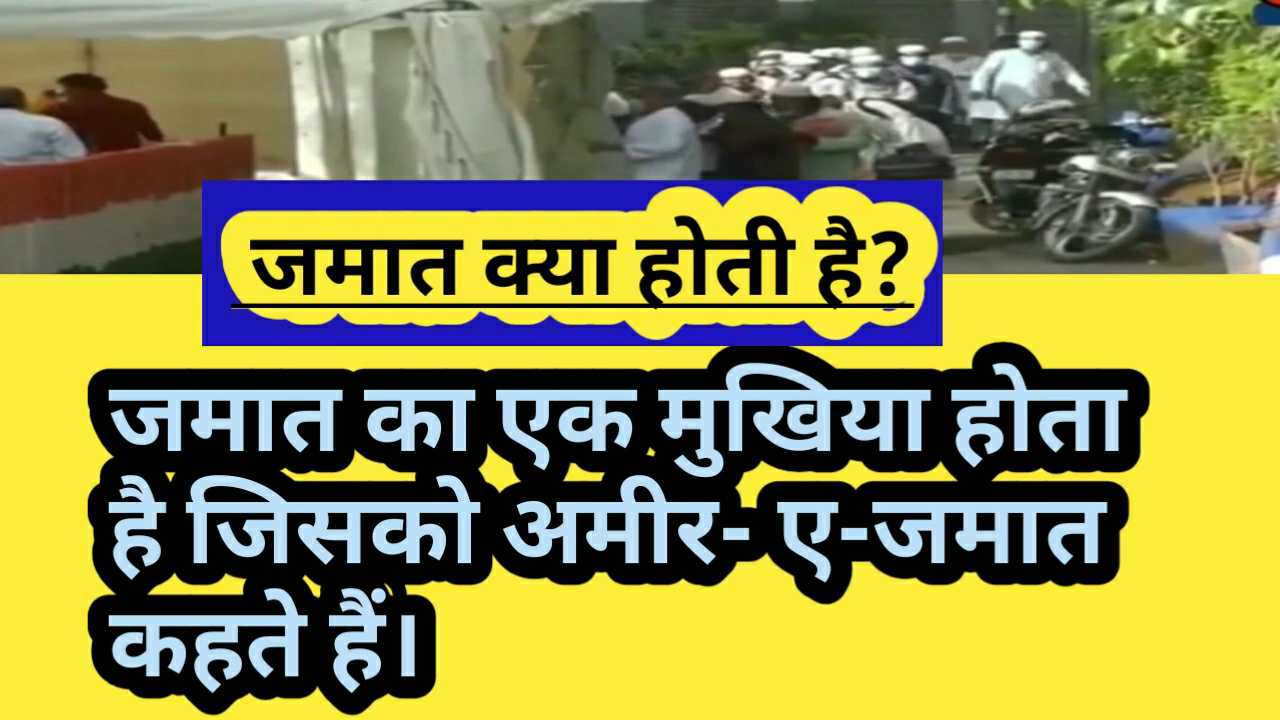 जमात क्या होती है?
जमात का एक मुखिया होता
है जिसको अमीर- ए-जमात
कहते हैं।